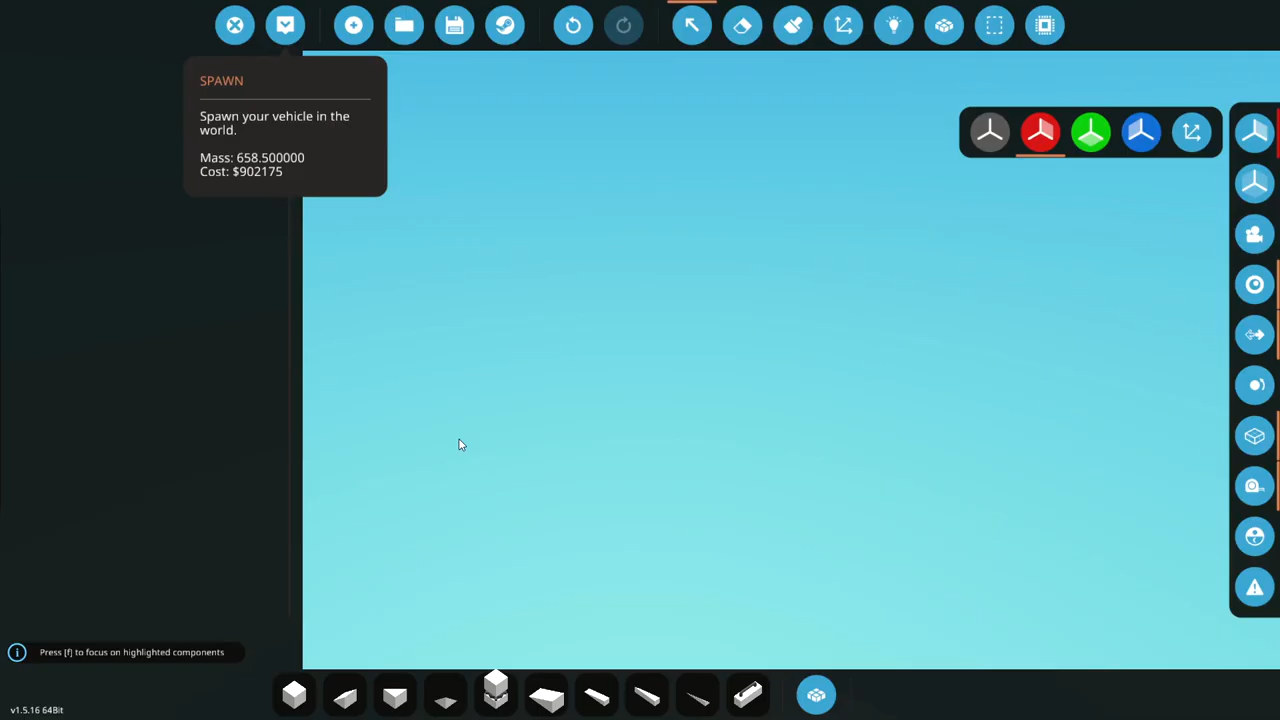 SPAWN
Spawn your vehicle in the
world.
Mass: 658.500000
Cost: $902175
Press [f] to focus on highlighted components
v1.5.16 64Bit